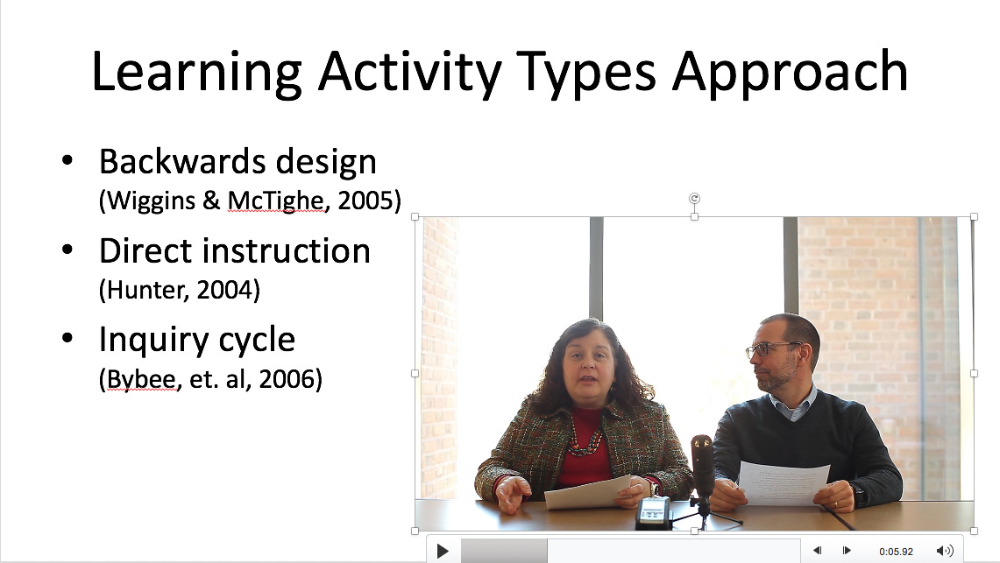 Learning Activity Types Approach
• Backwards design
(Wiggins & McTighe, 2005)
• Direct instruction
(Hunter, 2004)
• Inquiry cycle
(Bybee, et. al, 2006)
0:05.92